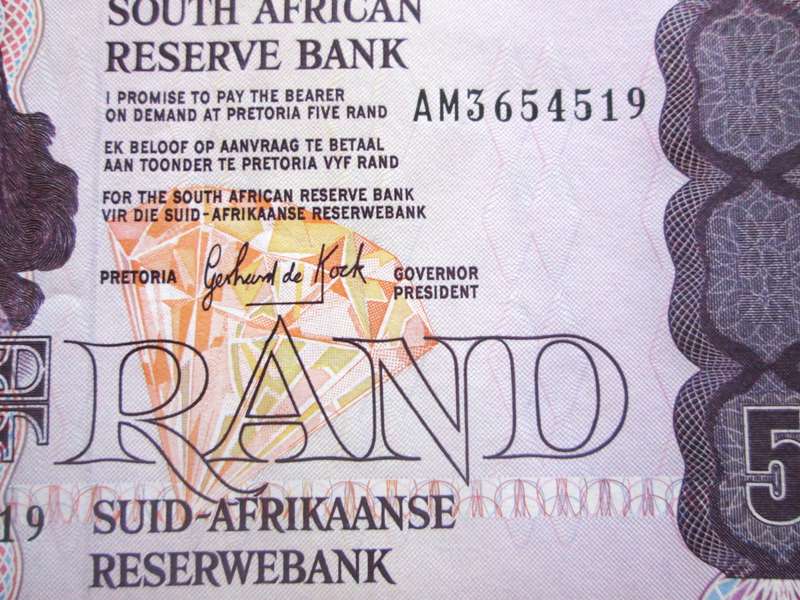 SOUTH AFRICAN
RESERVE BANK
I PROMISE TO PAY THE BEARER
ON DEMAND AT PRETORIA FIVE RAND
AM3654519
EK BELOOF OP AANVRAAG TE BETAAL
AAN TOONDER TE PRETORIA VYF RAND
FOR THE SOUTH AFRICAN RESERVE BANK
VIR DIE SUID-AFRIKAANSE RESERWEBANK
PRETORIA Gerhard de Kock GOVERNOR
PRESIDENT
RAND
5
19
SUID-AFRIKAANSE
RESERWEBANK